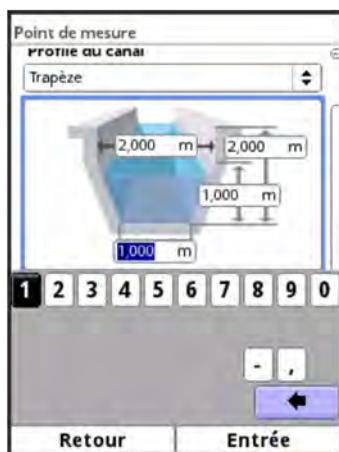 Point de mesure
Profile du canal
Trapèze
2,000 m 2,000 m
1,000 m
1,000 m
1 2 3 4 5 6 7 8 9 0
- ,
Retour Entrée